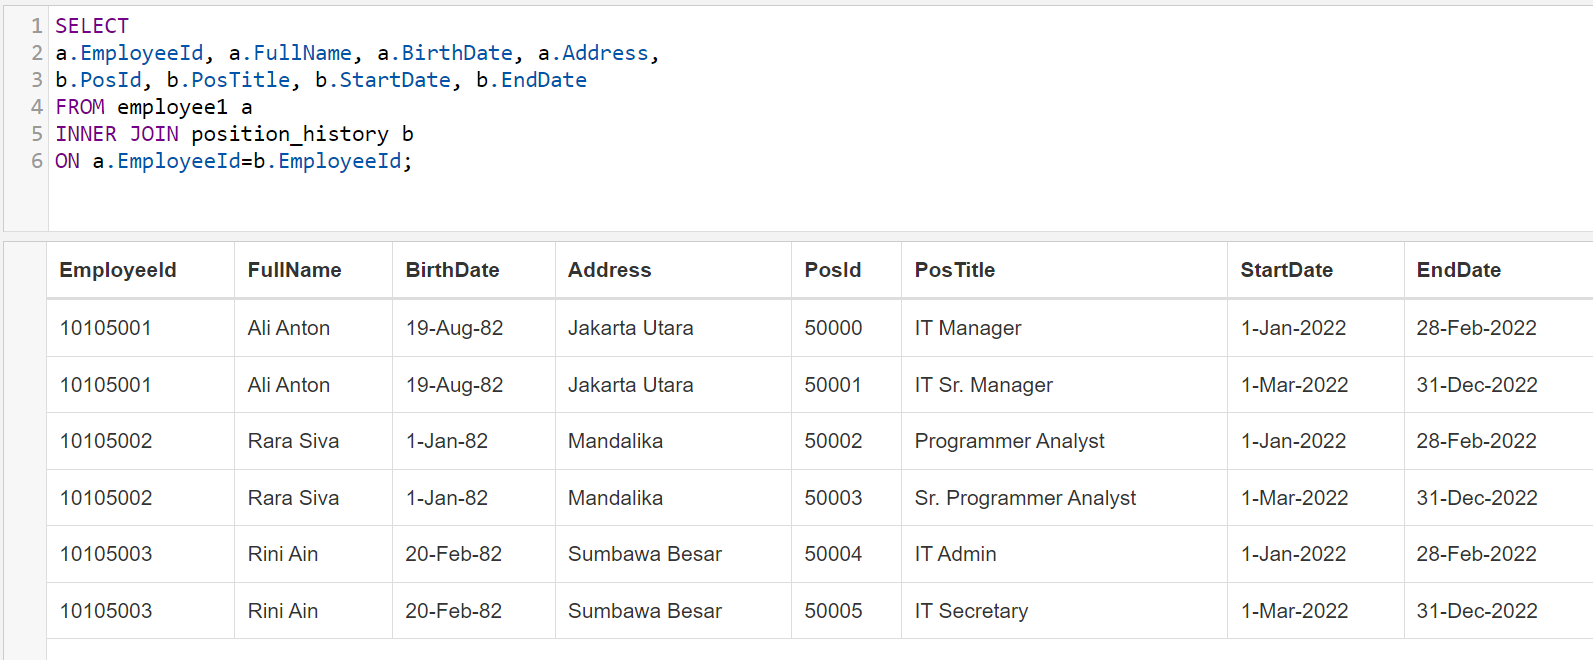 1 SELECT
2 a.EmployeeId, a.FullName, a.BirthDate, a.Address,
3 b.PosId, b.PosTitle, b.StartDate, b.EndDate
4 FROM employee1 a
5 INNER JOIN position_history b
6 ON a.EmployeeId=b.EmployeeId;
EmployeeId FullName BirthDate Address PosId PosTitle StartDate EndDate
10105001 Ali Anton 19-Aug-82 Jakarta Utara 50000 IT Manager 1-Jan-2022 28-Feb-2022
10105001 Ali Anton 19-Aug-82 Jakarta Utara 50001 IT Sr. Manager 1-Mar-2022 31-Dec-2022
10105002 Rara Siva 1-Jan-82 Mandalika 50002 Programmer Analyst 1-Jan-2022 28-Feb-2022
10105002 Rara Siva 1-Jan-82 Mandalika 50003 Sr. Programmer Analyst 1-Mar-2022 31-Dec-2022
10105003 Rini Ain 20-Feb-82 Sumbawa Besar 50004 IT Admin 1-Jan-2022 28-Feb-2022
10105003 Rini Ain 20-Feb-82 Sumbawa Besar 50005 IT Secretary 1-Mar-2022 31-Dec-2022